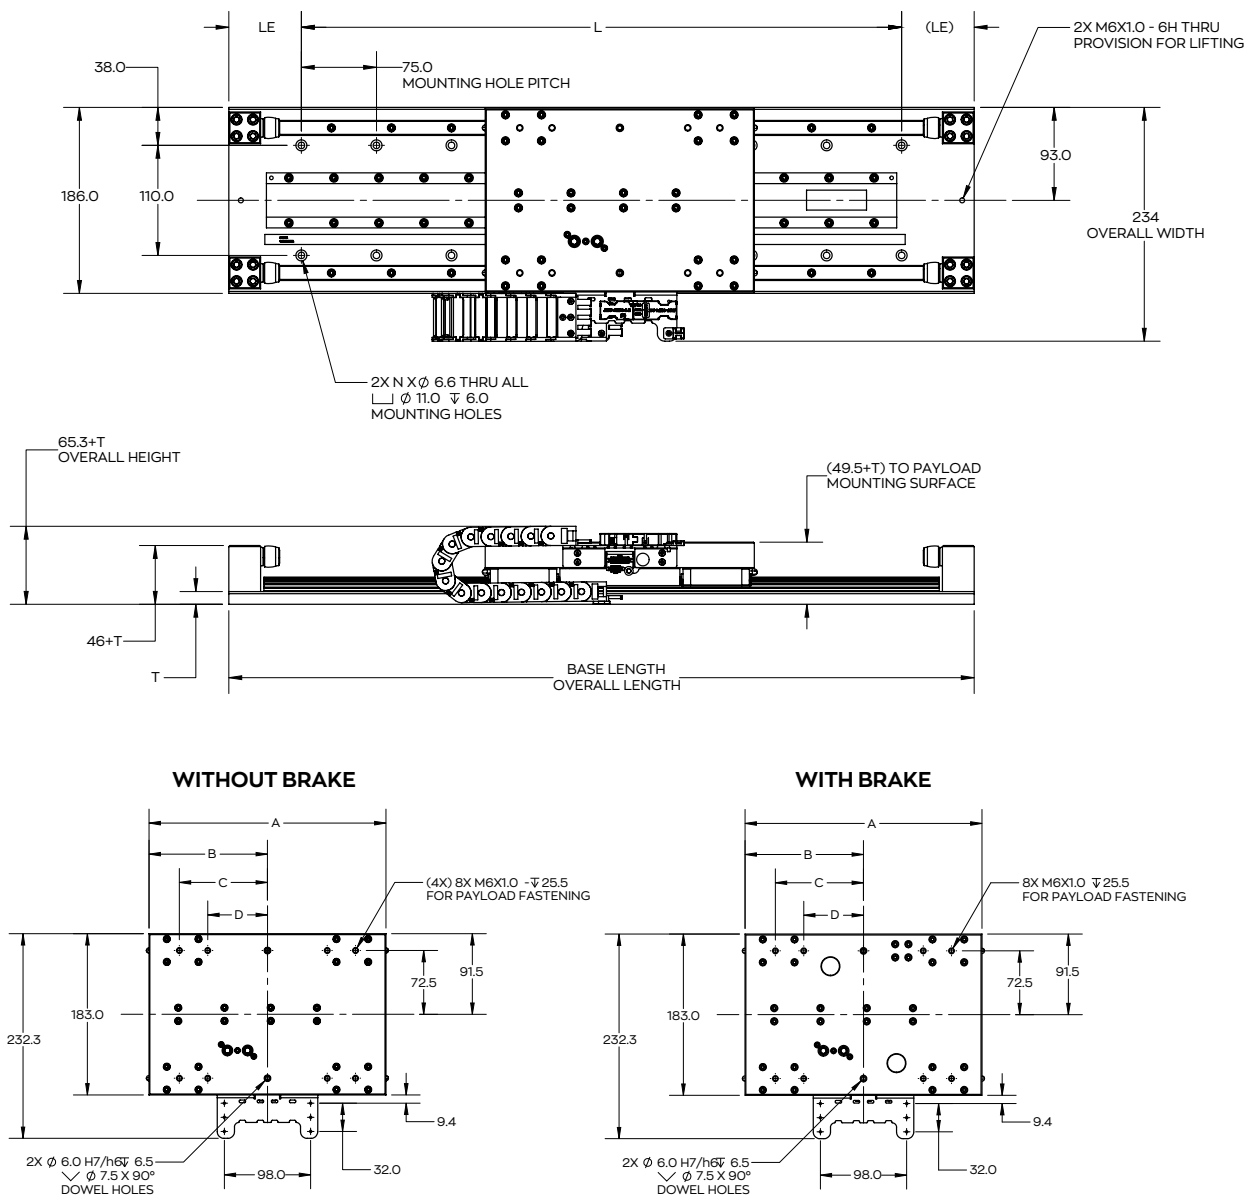 LE
L
(LE)
2X M6X1.0 - 6H THRU
PROVISION FOR LIFTING
38.0
75.0
MOUNTING HOLE PITCH
186.0
110.0
93.0
234
OVERALL WIDTH
2X N X Ø 6.6 THRU ALL
⌴ Ø 11.0 ↧ 6.0
MOUNTING HOLES
65.3+T
OVERALL HEIGHT
(49.5+T) TO PAYLOAD
MOUNTING SURFACE
46+T
T
BASE LENGTH
OVERALL LENGTH
WITHOUT BRAKE
A
B
C
D
(4X) 8X M6X1.0 -↧25.5
FOR PAYLOAD FASTENING
72.5
91.5
183.0
232.3
9.4
2X Ø 6.0 H7/h6↧ 6.5
⌵ Ø 7.5 X 90°
DOWEL HOLES
98.0
32.0
WITH BRAKE
A
B
C
D
8X M6X1.0 ↧25.5
FOR PAYLOAD FASTENING
72.5
91.5
183.0
232.3
9.4
2X Ø 6.0 H7/h6↧ 6.5
⌵ Ø 7.5 X 90°
DOWEL HOLES
98.0
32.0